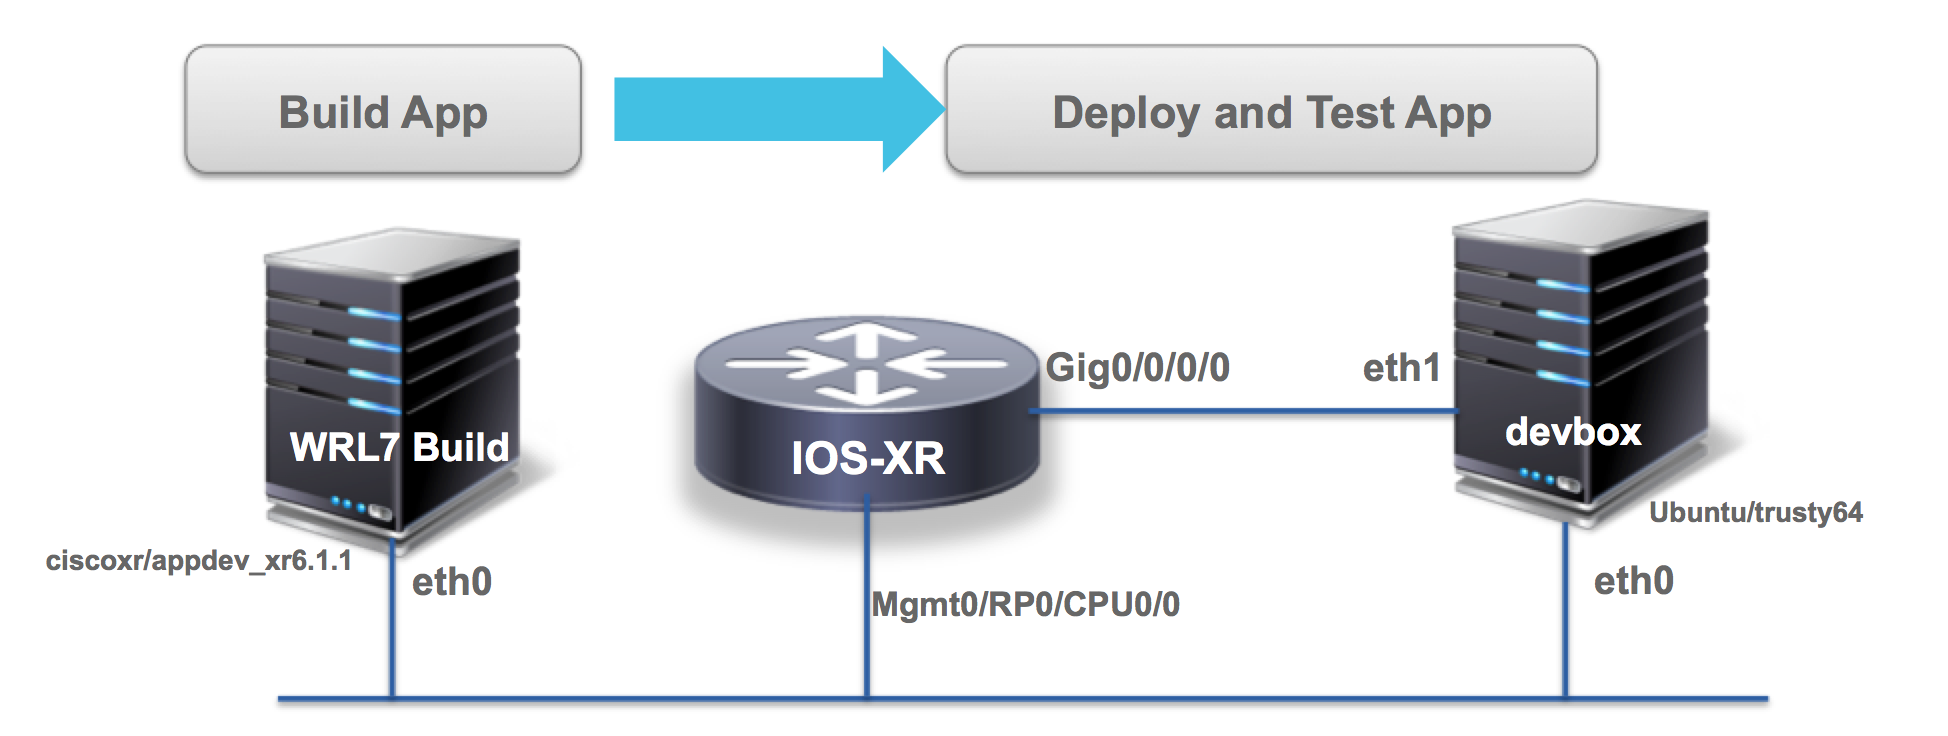 Build App
Deploy and Test App
Gig0/0/0/0
eth1
WRL7 Build
IOS-XR
devbox
Ubuntu/trusty64
ciscoxr/appdev_xr6.1.1
eth0
Mgmt0/RP0/CPU0/0
eth0